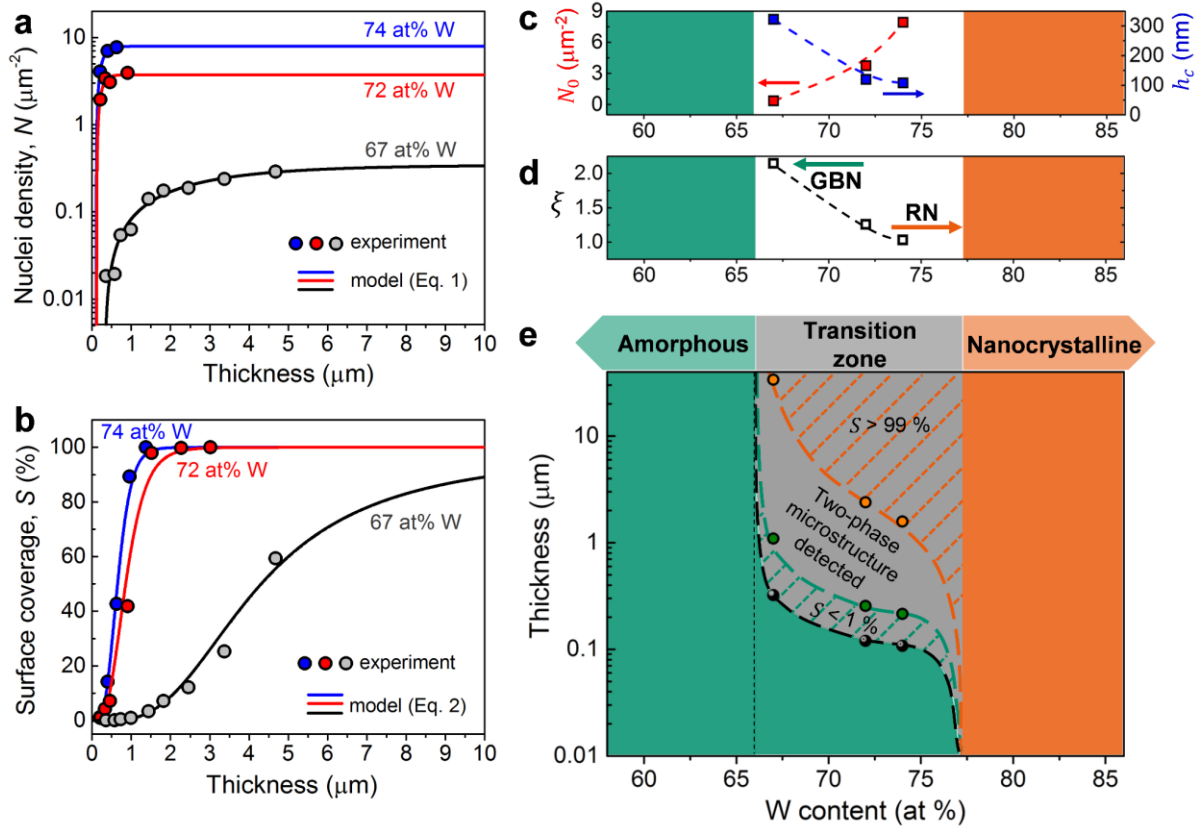 a
74 at% W
72 at% W
67 at% W
experiment
model (Eq. 1)
Nuclei density, N (μm⁻²)
10
1
0.1
0.01
0 1 2 3 4 5 6 7 8 9 10
Thickness (μm)
b
74 at% W
72 at% W
67 at% W
experiment
model (Eq. 2)
Surface coverage, S (%)
100
80
60
40
20
0
0 1 2 3 4 5 6 7 8 9 10
Thickness (μm)
c
N₀ (μm⁻²)
9
6
3
0
300
200
100
0
h_c (nm)
60 65 70 75 80 85
d
ξ
2.0
1.5
1.0
GBN
RN
60 65 70 75 80 85
e
Amorphous
Transition
zone
Nanocrystalline
Thickness (μm)
10
1
0.1
0.01
S > 99 %
Two-phase
microstructure
detected
S < 1 %
60 65 70 75 80 85
W content (at %)